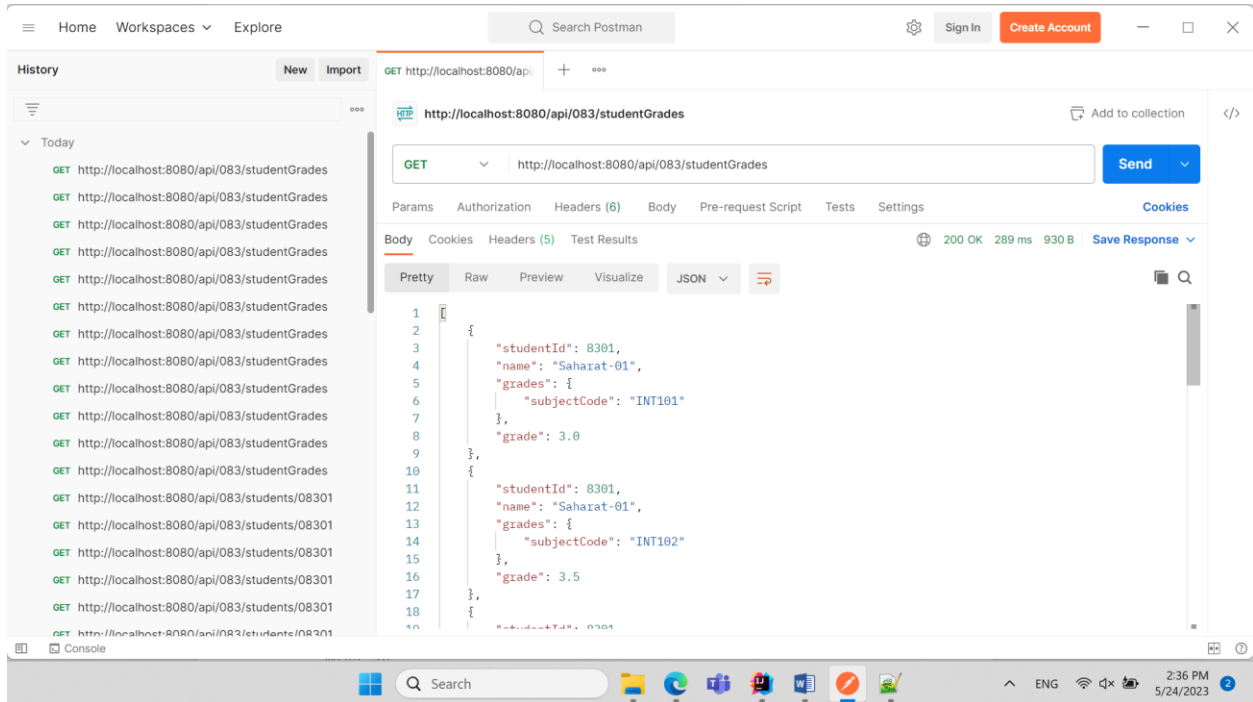 Home Workspaces Explore Search Postman Sign In Create Account
History New Import GET http://localhost:8080/api/
HTTP http://localhost:8080/api/083/studentGrades Add to collection
Today
GET http://localhost:8080/api/083/studentGrades
GET http://localhost:8080/api/083/studentGrades
GET http://localhost:8080/api/083/studentGrades
GET http://localhost:8080/api/083/studentGrades
GET http://localhost:8080/api/083/studentGrades
GET http://localhost:8080/api/083/studentGrades
GET http://localhost:8080/api/083/studentGrades
GET http://localhost:8080/api/083/studentGrades
GET http://localhost:8080/api/083/studentGrades
GET http://localhost:8080/api/083/studentGrades
GET http://localhost:8080/api/083/studentGrades
GET http://localhost:8080/api/083/studentGrades
GET http://localhost:8080/api/083/students/08301
GET http://localhost:8080/api/083/students/08301
GET http://localhost:8080/api/083/students/08301
GET http://localhost:8080/api/083/students/08301
GET http://localhost:8080/api/083/students/08301
GET http://localhost:8080/api/083/students/08301
GET http://localhost:8080/api/083/studentGrades Send
Params Authorization Headers (6) Body Pre-request Script Tests Settings Cookies
Body Cookies Headers (5) Test Results 200 OK 289 ms 930 B Save Response
Pretty Raw Preview Visualize JSON
1 [
2 {
3 "studentId": 8301,
4 "name": "Saharat-01",
5 "grades": {
6 "subjectCode": "INT101"
7 },
8 "grade": 3.0
9 },
10 {
11 "studentId": 8301,
12 "name": "Saharat-01",
13 "grades": {
14 "subjectCode": "INT102"
15 },
16 "grade": 3.5
17 },
18 {
19 "studentId": 8301
Console
Search ENG 2:36 PM
5/24/2023 2